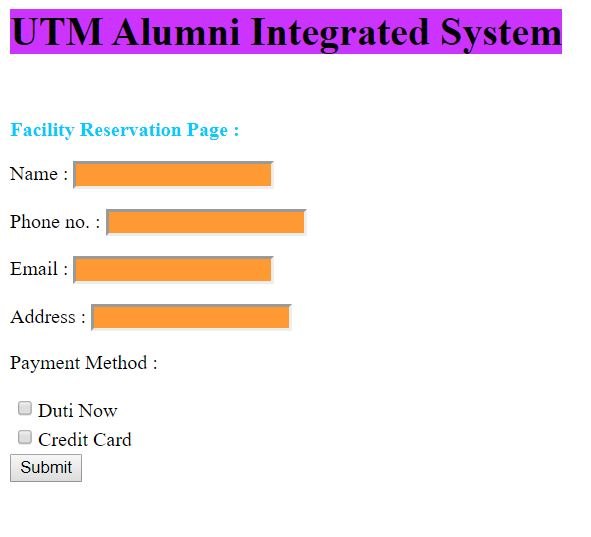 UTM Alumni Integrated System
Facility Reservation Page :
Name :
Phone no. :
Email :
Address :
Payment Method :
Duti Now
Credit Card
Submit